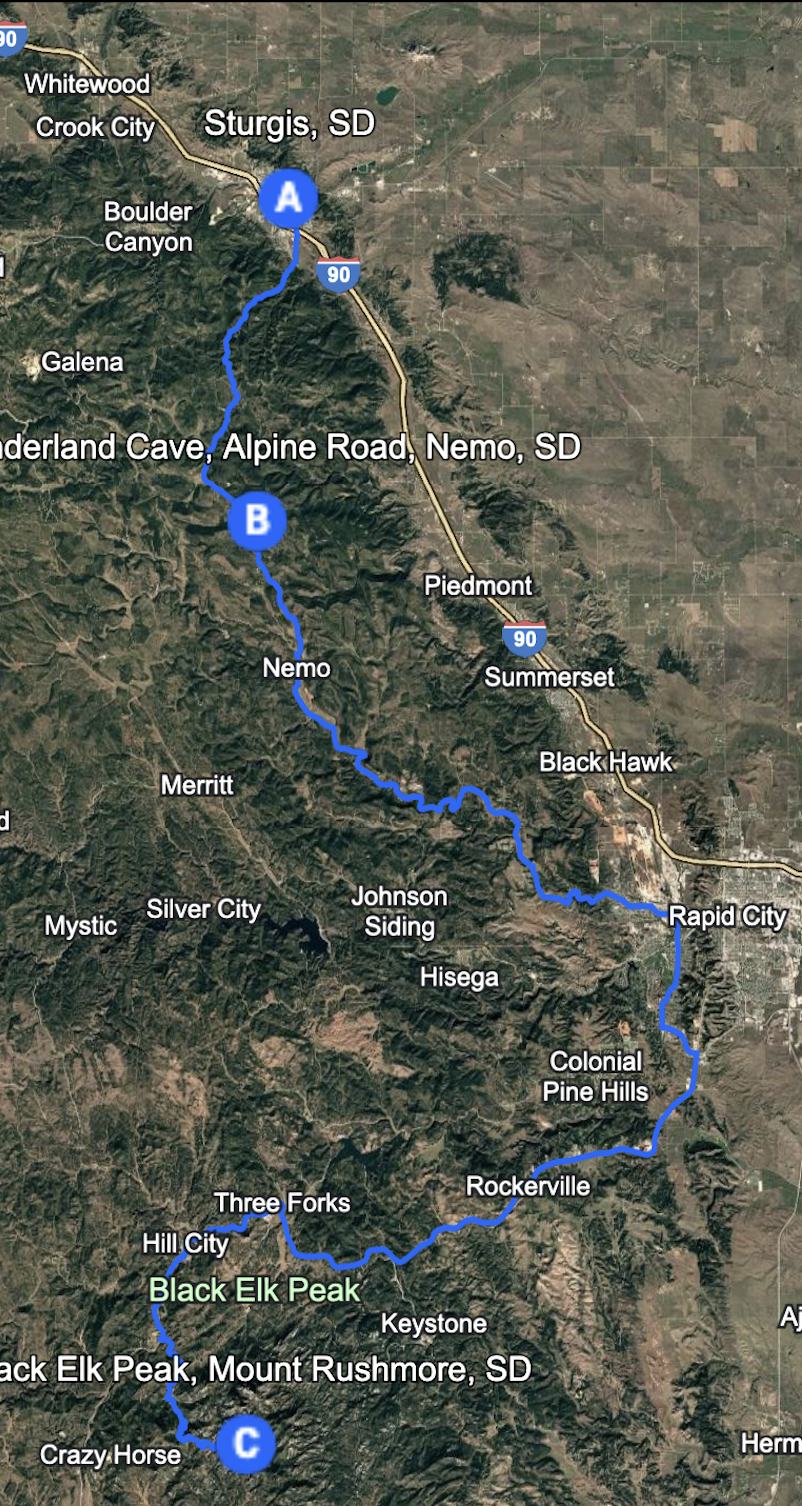 90
Whitewood
Crook City
Sturgis, SD
A
Boulder
Canyon
90
Galena
nderland Cave, Alpine Road, Nemo, SD
B
Piedmont
90
Nemo
Summerset
Black Hawk
Merritt
d
Johnson
Siding
Silver City
Mystic
Rapid City
Hisega
Colonial
Pine Hills
Rockerville
Three Forks
Hill City
Black Elk Peak
Keystone
Aj
ack Elk Peak, Mount Rushmore, SD
C
Crazy Horse
Herm